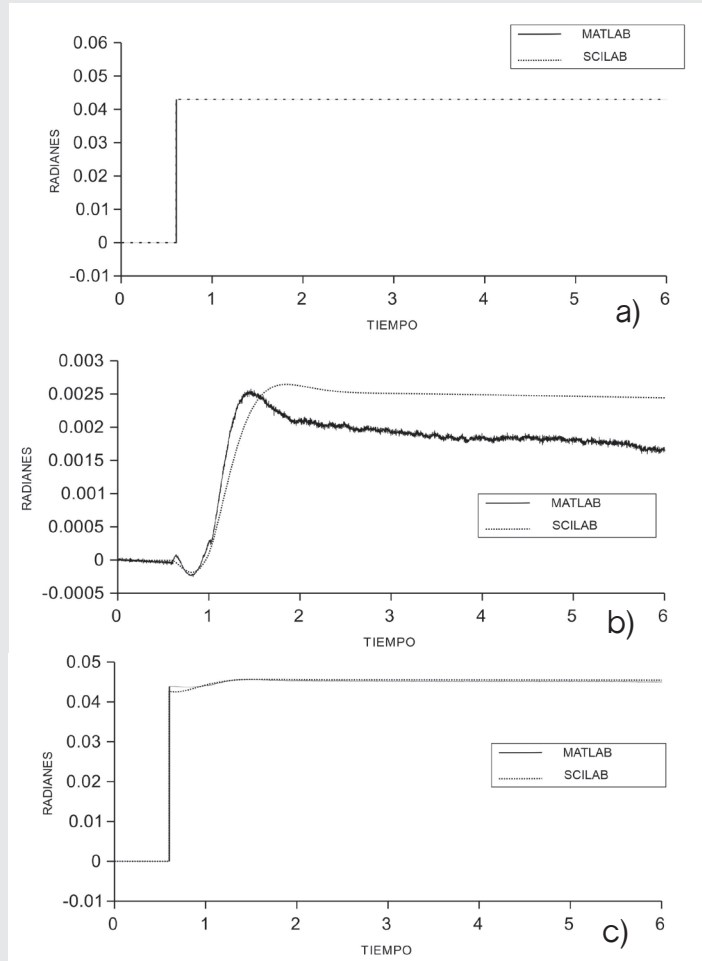 MATLAB
SCILAB
0.06
0.05
0.04
0.03
0.02
0.01
0
-0.01
RADIANES
0 1 2 3 4 5 6
TIEMPO
a)
0.003
0.0025
0.002
0.0015
0.001
0.0005
0
-0.0005
RADIANES
MATLAB
SCILAB
0 1 2 3 4 5 6
TIEMPO
b)
0.05
0.04
0.03
0.02
0.01
0
-0.01
RADIANES
MATLAB
SCILAB
0 1 2 3 4 5 6
TIEMPO
c)